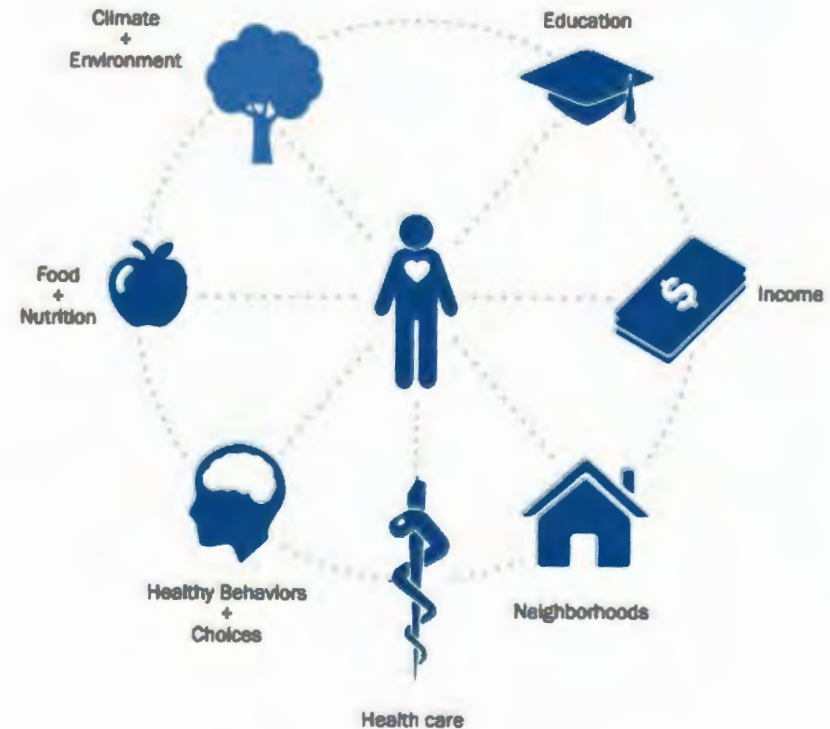 Climate
+
Environment
Education
Food
+
Nutrition
$
Income
Healthy Behaviors
+
Choices
Neighborhoods
Health care